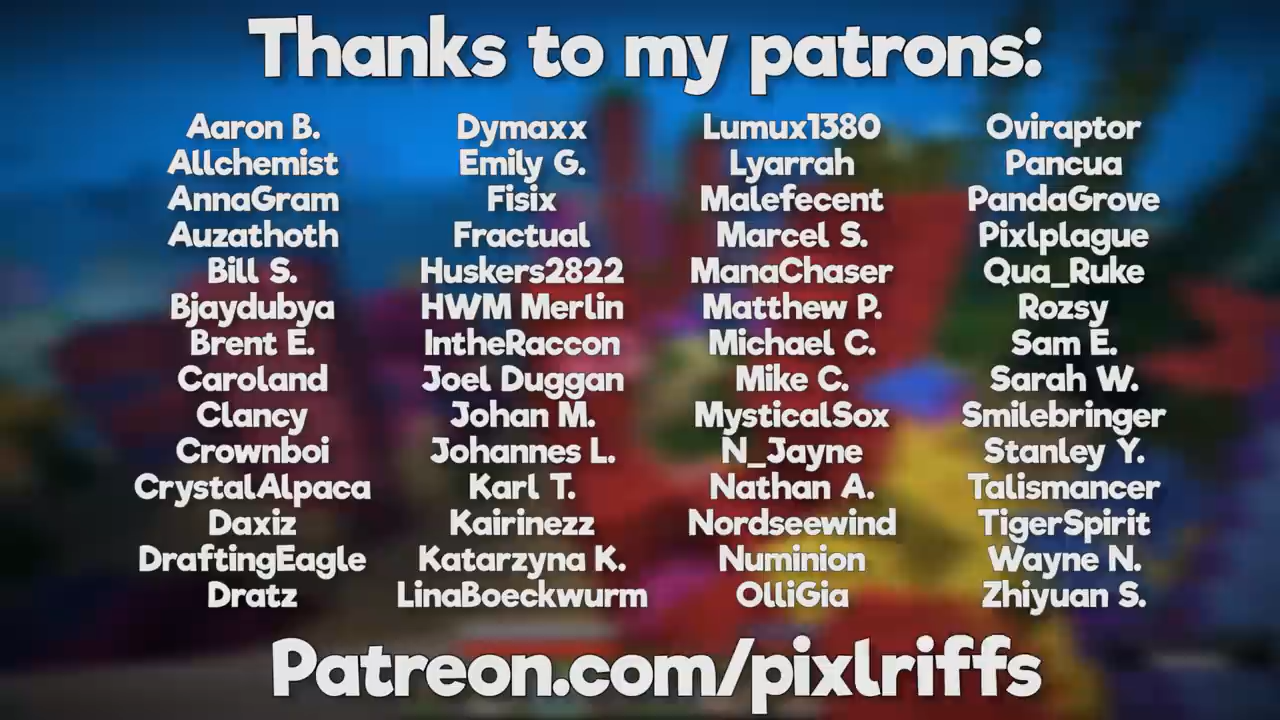 Thanks to my patrons:
Aaron B.
Allchemist
AnnaGram
Auzathoth
Bill S.
Bjaydubya
Brent E.
Caroland
Clancy
Crownboi
CrystalAlpaca
Daxiz
DraftingEagle
Dratz
Dymaxx
Emily G.
Fisix
Fractual
Huskers2822
HWM Merlin
IntheRaccon
Joel Duggan
Johan M.
Johannes L.
Karl T.
Kairinezz
Katarzyna K.
LinaBoeckwurm
Lumux1380
Lyarrah
Malefecent
Marcel S.
ManaChaser
Matthew P.
Michael C.
Mike C.
MysticalSox
N_Jayne
Nathan A.
Nordseewind
Numinion
OlliGia
Oviraptor
Pancua
PandaGrove
Pixlplague
Qua_Ruke
Rozsy
Sam E.
Sarah W.
Smilebringer
Stanley Y.
Talismancer
TigerSpirit
Wayne N.
Zhiyuan S.
Patreon.com/pixlriffs